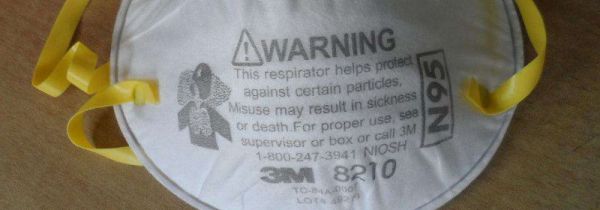 WARNING
This respirator helps protect
against certain particles.
Misuse may result in sickness
or death.For proper use, see
supervisor or box or call 3M
1-800-247-3941 NIOSH
N95
3M 8210